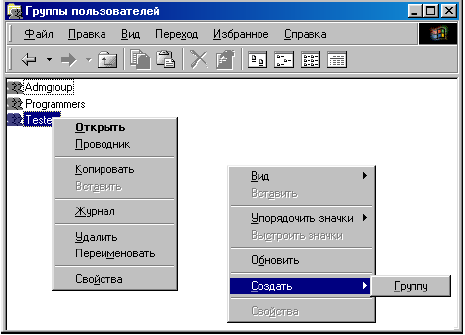 Группы пользователей
Файл Правка Вид Переход Избранное Справка
Admgroup
Programmers
Teste
Открыть
Проводник
Копировать
Вставить
Журнал
Удалить
Переименовать
Свойства
Вид
Вставить
Упорядочить значки
Выстроить значки
Обновить
Создать
Группу
Свойства